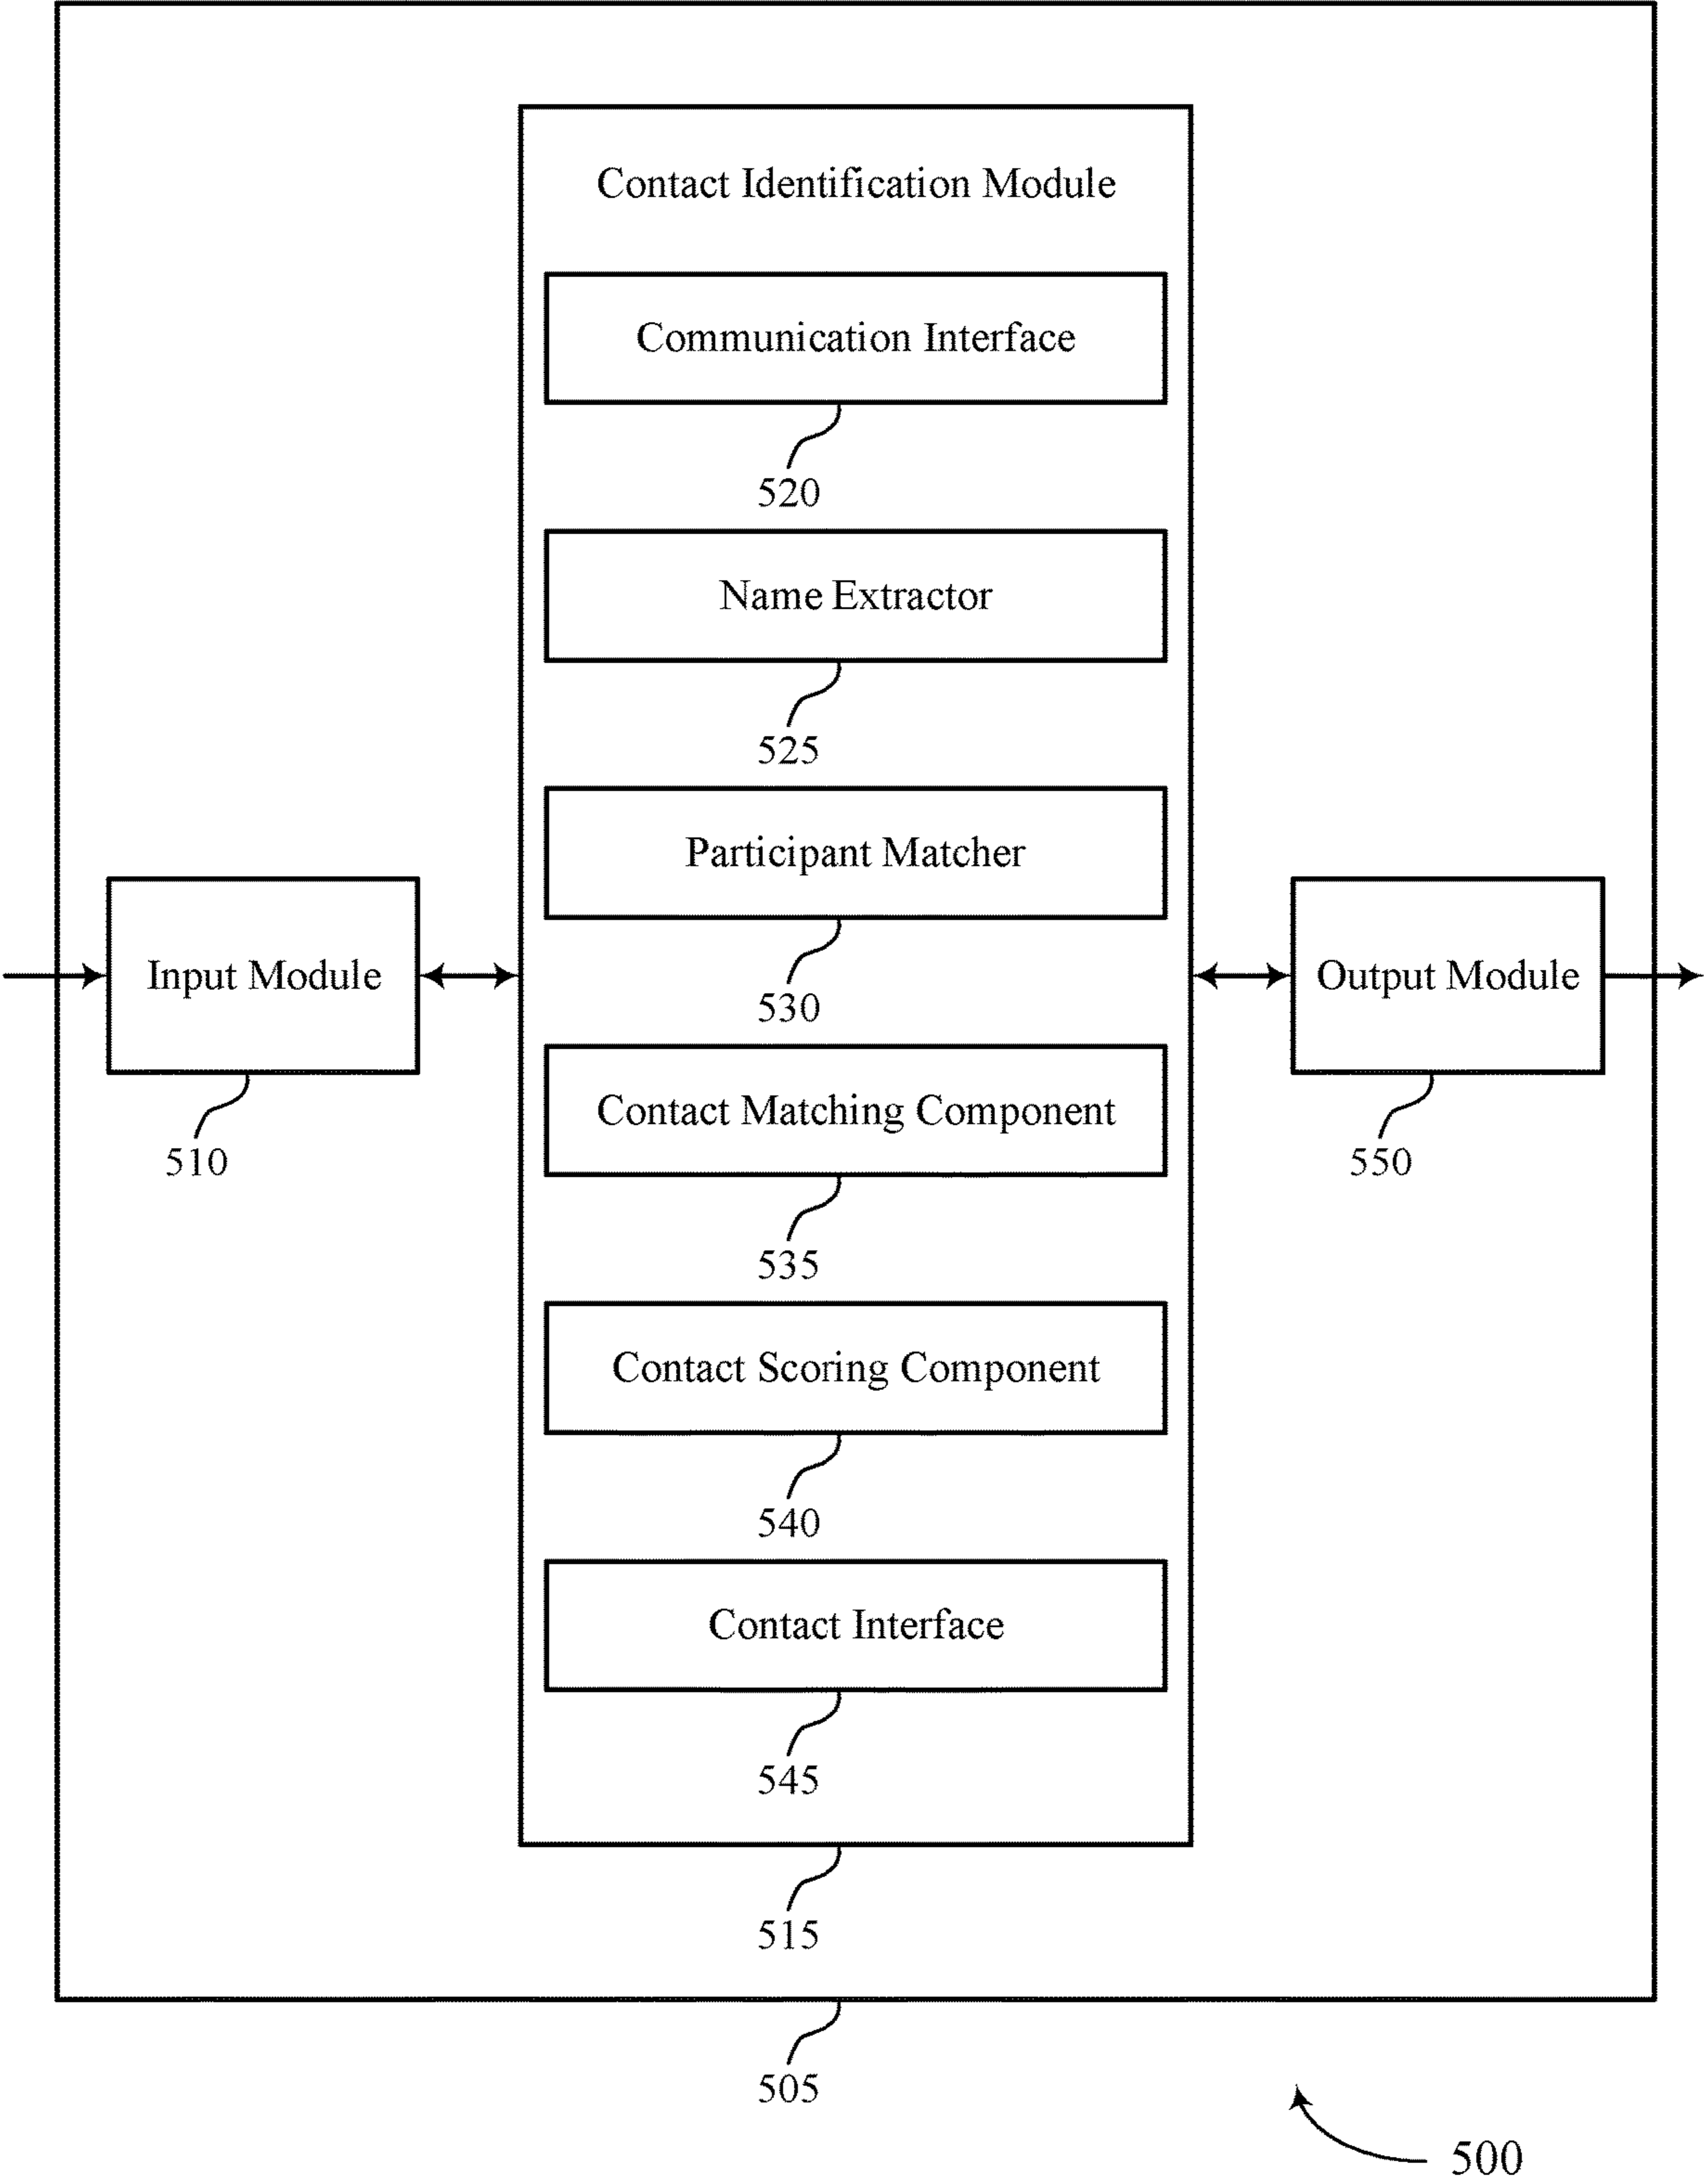 Contact Identification Module
Communication Interface
520
Name Extractor
525
Participant Matcher
530
Input Module
510
Output Module
550
Contact Matching Component
535
Contact Scoring Component
540
Contact Interface
545
515
505
500